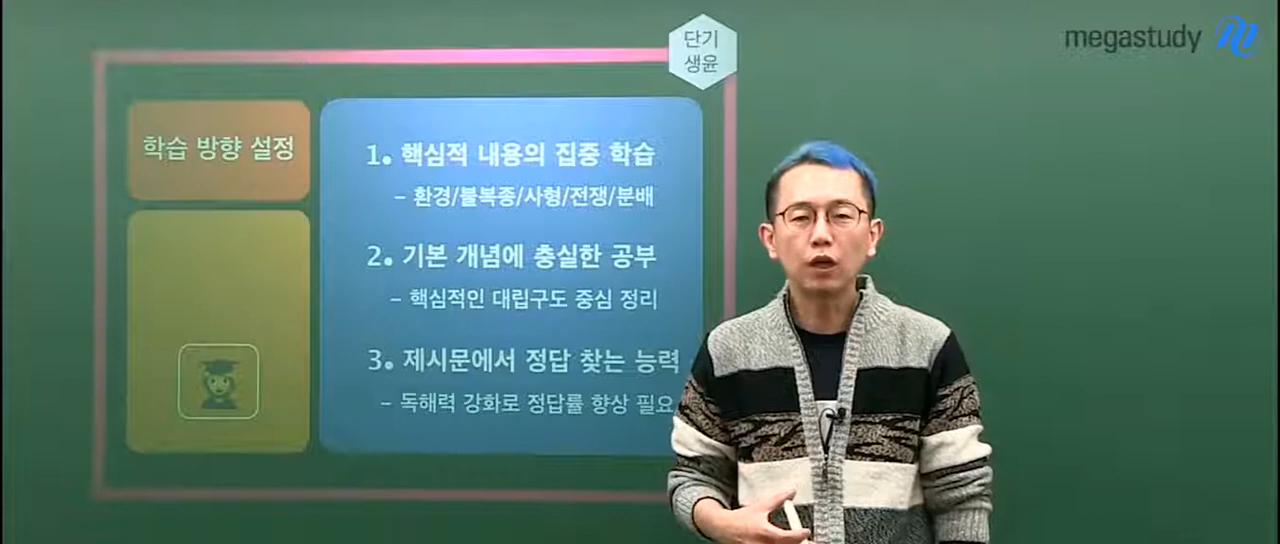 megastudy
단기
생윤
학습 방향 설정
1. 핵심적 내용의 집중 학습
- 환경/불복종/사형/전쟁/분배
2. 기본 개념에 충실한 공부
- 핵심적인 대립구도 중심 정리
3. 제시문에서 정답 찾는 능력
- 독해력 강화로 정답률 향상 필요